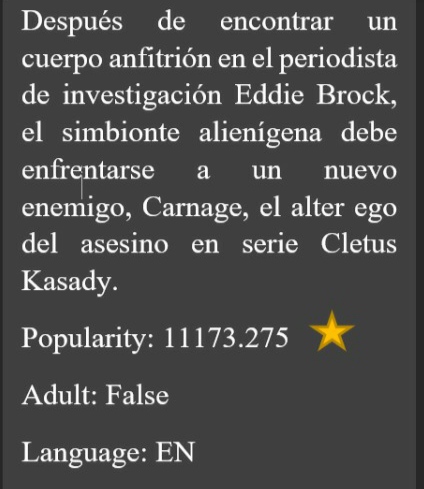 Después de encontrar un
cuerpo anfitrión en el periodista
de investigación Eddie Brock,
el simbionte alienígena debe
enfrentarse a un nuevo
enemigo, Carnage, el alter ego
del asesino en serie Cletus
Kasady.
Popularity: 11173.275
Adult: False
Language: EN